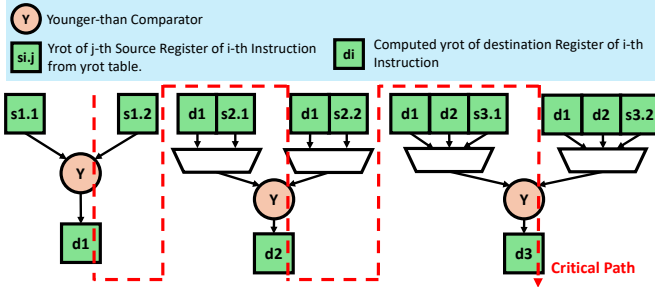 Y Younger-than Comparator
si.j Yrot of j-th Source Register of i-th Instruction
from yrot table.
di Computed yrot of destination Register of i-th
Instruction
s1.1 s1.2 d1 s2.1 d1 s2.2 d1 d2 s3.1 d1 d2 s3.2
Y Y Y
d1 d2 d3
Critical Path